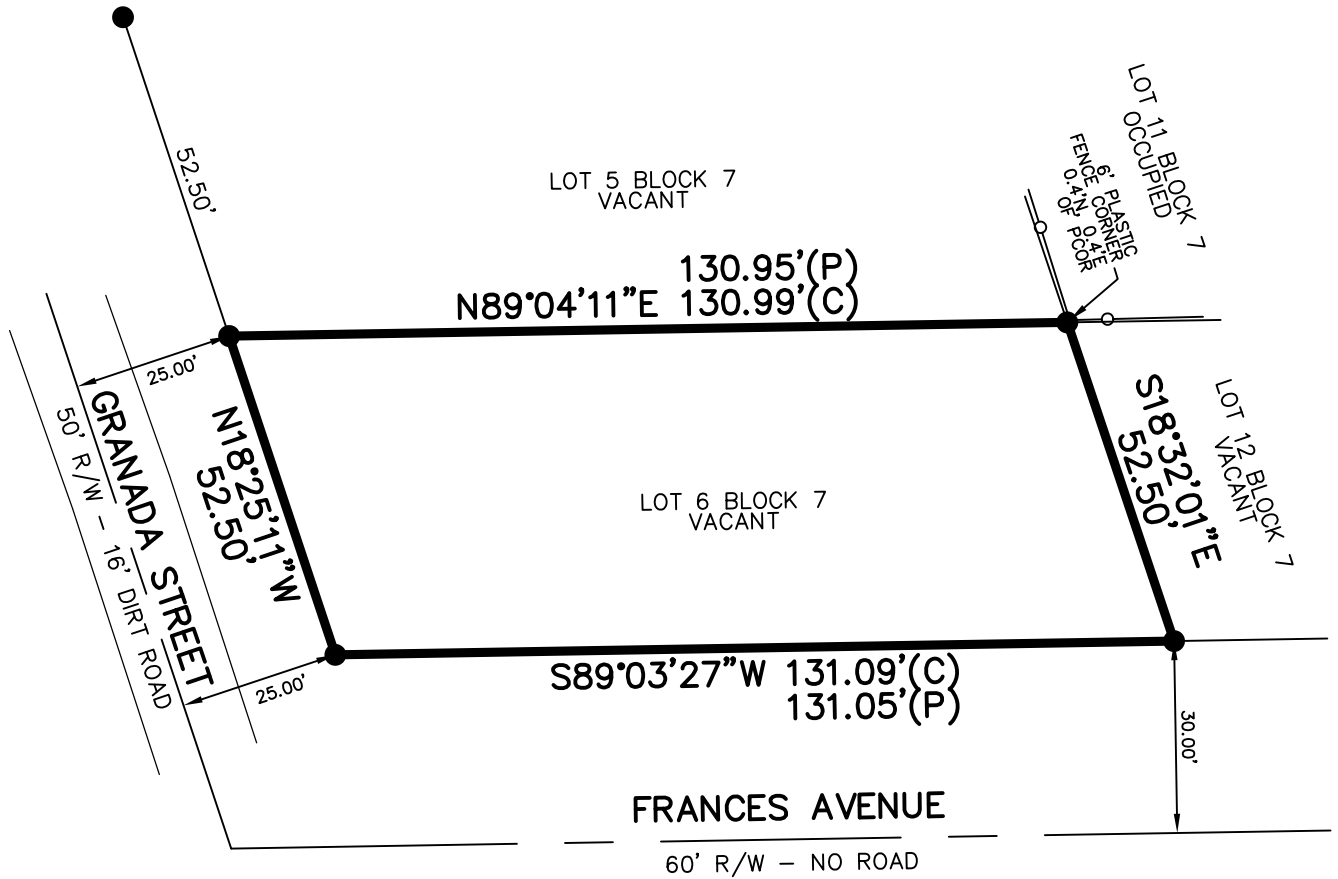 52.50'
LOT 5 BLOCK 7
VACANT
LOT 11 BLOCK 7
OCCUPIED
6' PLASTIC
FENCE CORNER
0.4'N, 0.4'E
OF PCOR
130.95'(P)
N89°04'11"E 130.99'(C)
25.00'
GRANADA STREET
50' R/W - 16' DIRT ROAD
N18°25'11"W
52.50'
LOT 6 BLOCK 7
VACANT
S18°32'01"E
52.50'
LOT 12 BLOCK 7
VACANT
25.00'
S89°03'27"W 131.09'(C)
131.05'(P)
30.00'
FRANCES AVENUE
60' R/W - NO ROAD